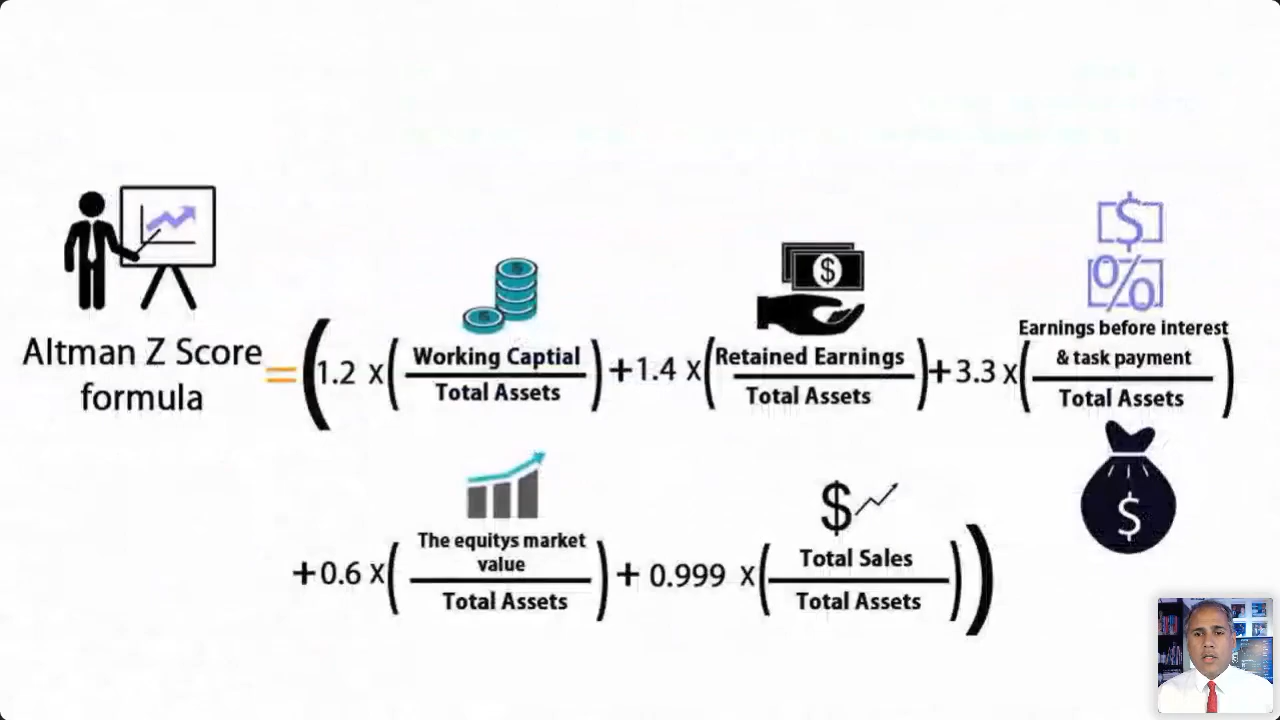 Altman Z Score
formula
= ( 1.2 x ( Working Captial / Total Assets ) + 1.4 x ( Retained Earnings / Total Assets ) + 3.3 x ( Earnings before interest & task payment / Total Assets )
+ 0.6 x ( The equitys market value / Total Assets ) + 0.999 x ( Total Sales / Total Assets ) )